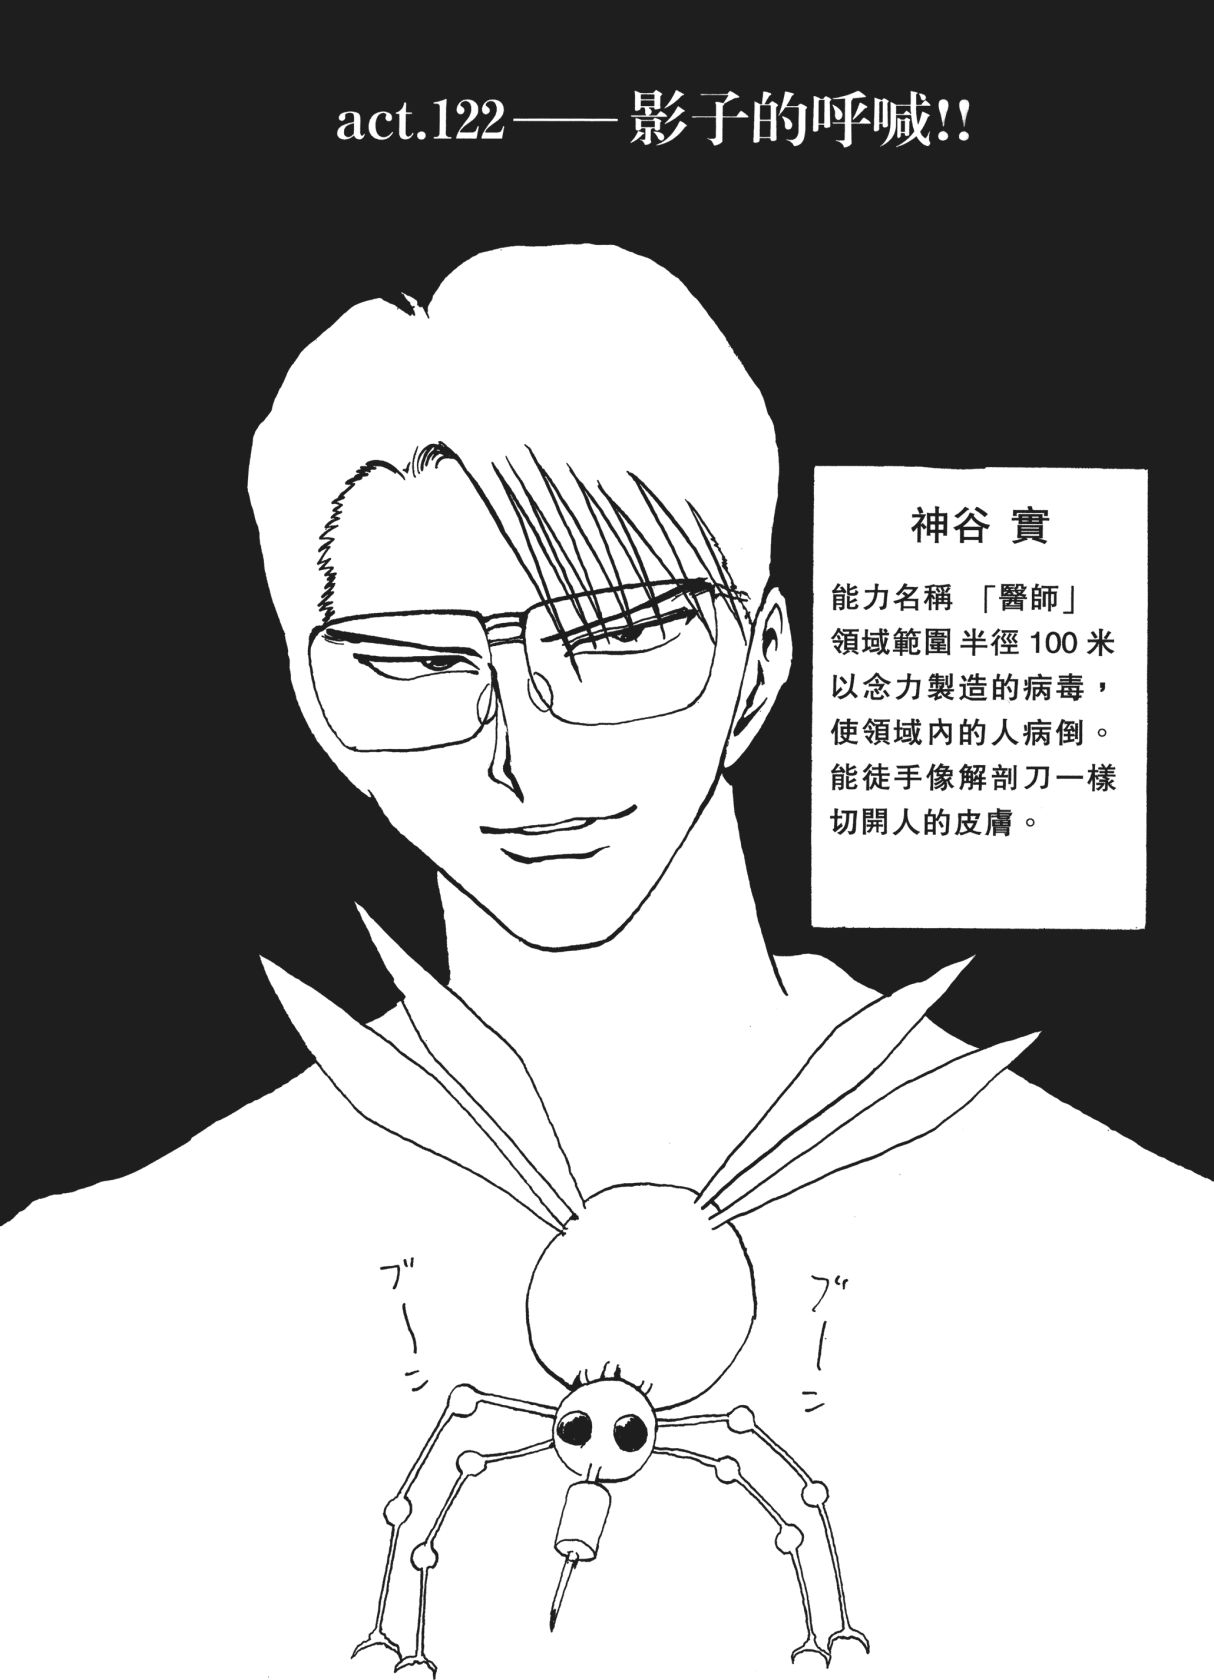 act.122——影子的呼喊!!
神谷 實
能力名稱 「醫師」
領域範圍 半徑 100 米
以念力製造的病毒，
使領域內的人病倒。
能徒手像解剖刀一樣
切開人的皮膚。
ブーン
ブーン